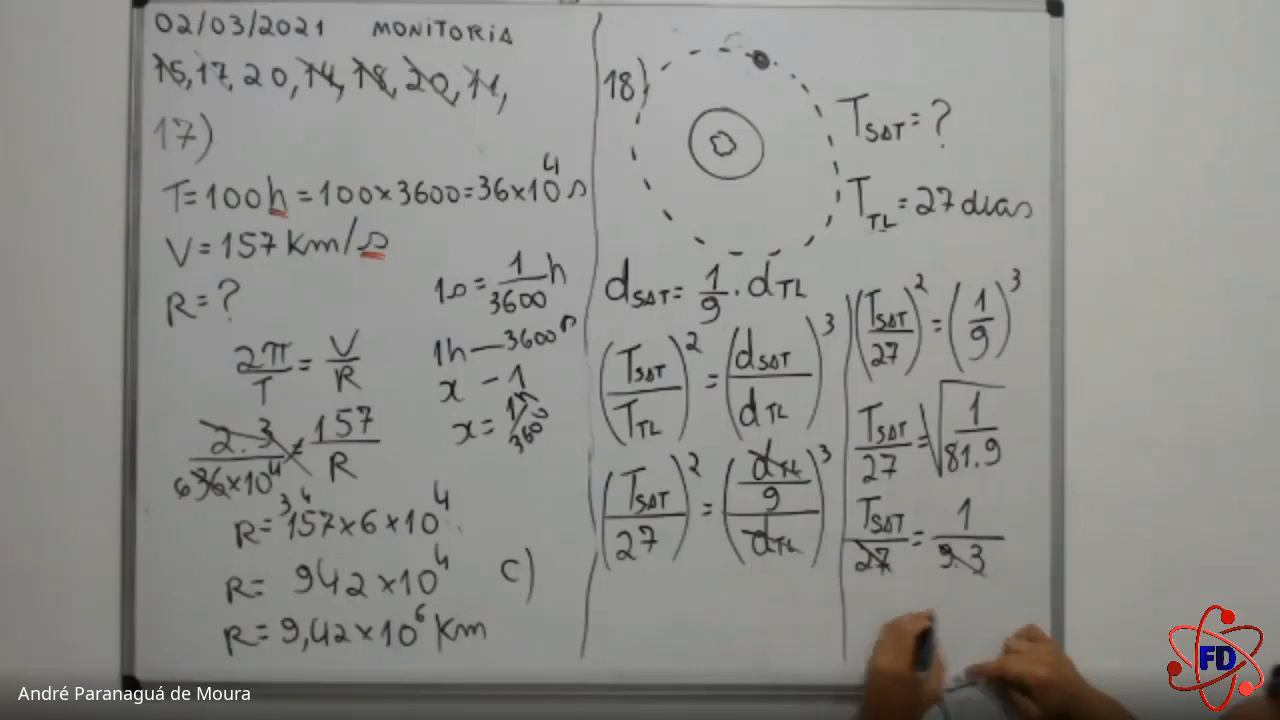 02/03/2021 MONITORIA
15, 17, 20, 14, 18, 20, 11,
17)
T=100h = 100×3600=36×10⁴ s
V=157 Km/s
R=?
2π/T = V/R
2.3/636×10⁴ = 157/R
R= ³1⁴57×6×10⁴
R= 942×10⁴
R= 9,42×10⁶ Km
C)
1s = 1/3600 h
1h — 3600s
x — 1
x = 1/3600
18)
T_SAT = ?
T_TL = 27 dias
d_SAT = 1/9 . d_TL
(T_SAT/T_TL)² = (d_SAT/d_TL)³
(T_SAT/27)² = ((d_TL/9)/d_TL)³
(T_SAT/27)² = (1/9)³
T_SAT/27 = √(1/81.9)
T_SAT/27 = 1/9.3
FD
André Paranaguá de Moura